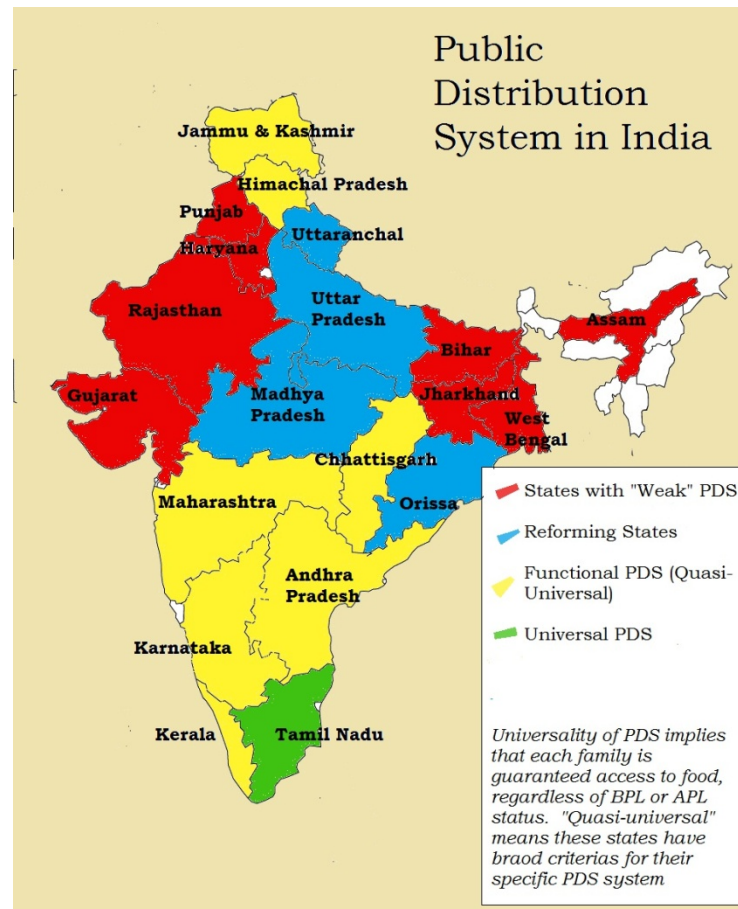 Public
Distribution
System in India
Jammu & Kashmir
Himachal Pradesh
Punjab
Uttaranchal
Haryana
Rajasthan
Uttar
Pradesh
Assam
Bihar
Gujarat
Madhya
Pradesh
Jharkhand
West
Bengal
Chhattisgarh
Maharashtra
Orissa
Andhra
Pradesh
Karnataka
Kerala
Tamil Nadu
States with "Weak" PDS
Reforming States
Functional PDS (Quasi-
Universal)
Universal PDS
Universality of PDS implies
that each family is
guaranteed access to food,
regardless of BPL or APL
status. "Quasi-universal"
means these states have
braod criterias for their
specific PDS system